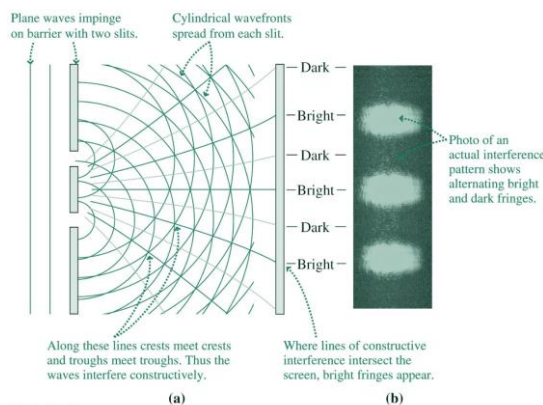 Plane waves impinge
on barrier with two slits.
Cylindrical wavefronts
spread from each slit.
Dark
Bright
Dark
Bright
Dark
Bright
Photo of an
actual interference
pattern shows
alternating bright
and dark fringes.
Along these lines crests meet crests
and troughs meet troughs. Thus the
waves interfere constructively.
Where lines of constructive
interference intersect the
screen, bright fringes appear.
(a)
(b)